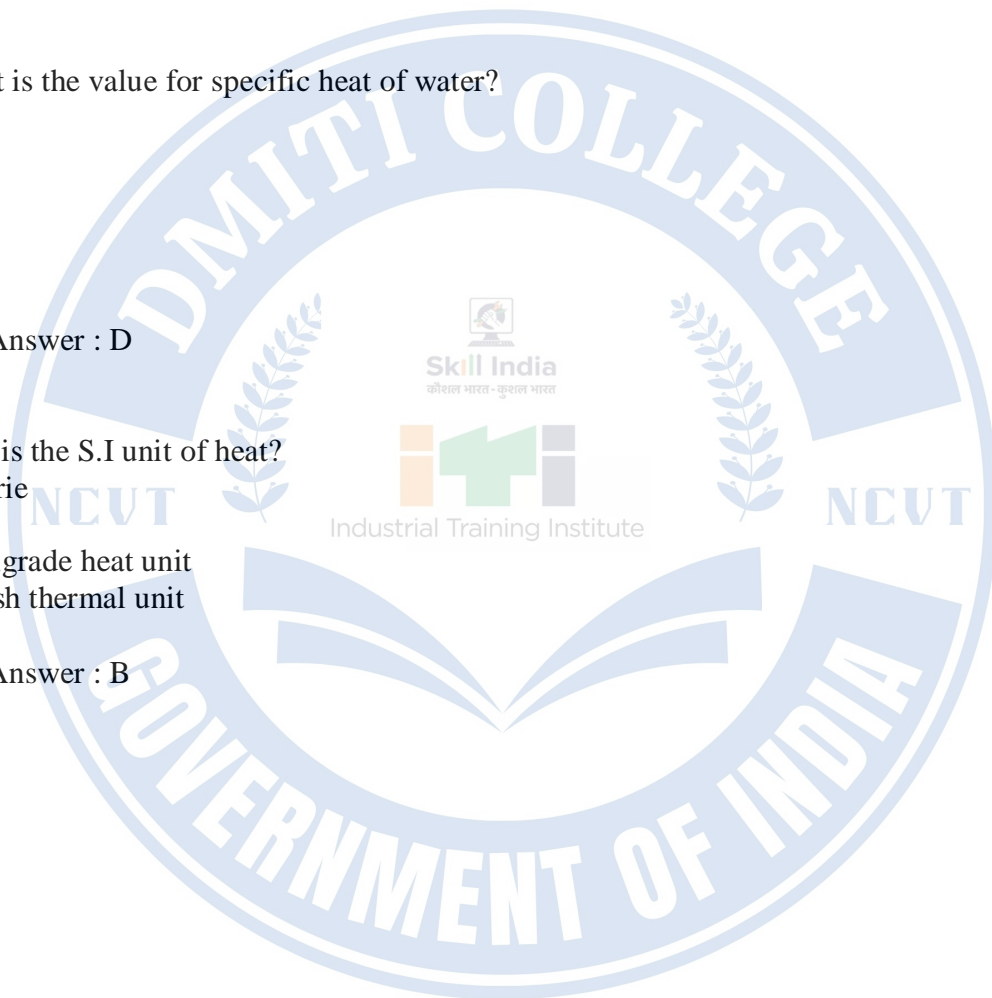 t is the value for specific heat of water?
DMITI COLLEGE
Answer : D
Skill India
कौशल भारत - कुशल भारत
is the S.I unit of heat?
rie
NCVT
NCVT
iti
Industrial Training Institute
grade heat unit
sh thermal unit
Answer : B
GOVERNMENT OF INDIA